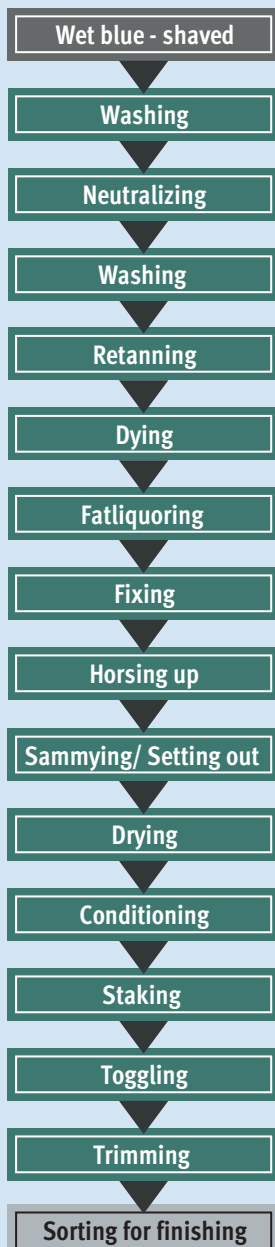 Wet blue - shaved
Washing
Neutralizing
Washing
Retanning
Dying
Fatliquoring
Fixing
Horsing up
Sammying/ Setting out
Drying
Conditioning
Staking
Toggling
Trimming
Sorting for finishing